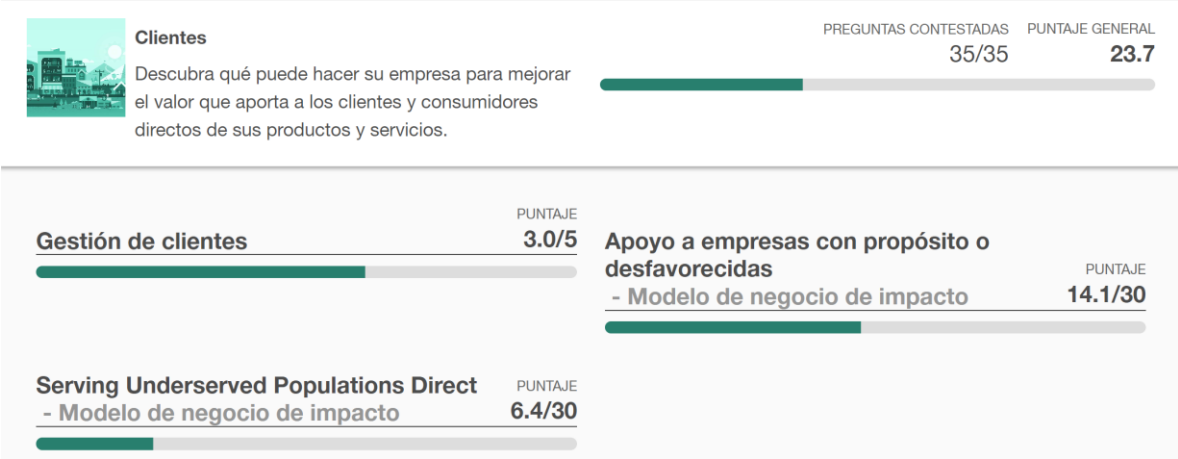 Clientes
Descubra qué puede hacer su empresa para mejorar
el valor que aporta a los clientes y consumidores
directos de sus productos y servicios.
PREGUNTAS CONTESTADAS
35/35
PUNTAJE GENERAL
23.7
Gestión de clientes
PUNTAJE
3.0/5
Apoyo a empresas con propósito o
desfavorecidas
- Modelo de negocio de impacto
PUNTAJE
14.1/30
Serving Underserved Populations Direct
- Modelo de negocio de impacto
PUNTAJE
6.4/30